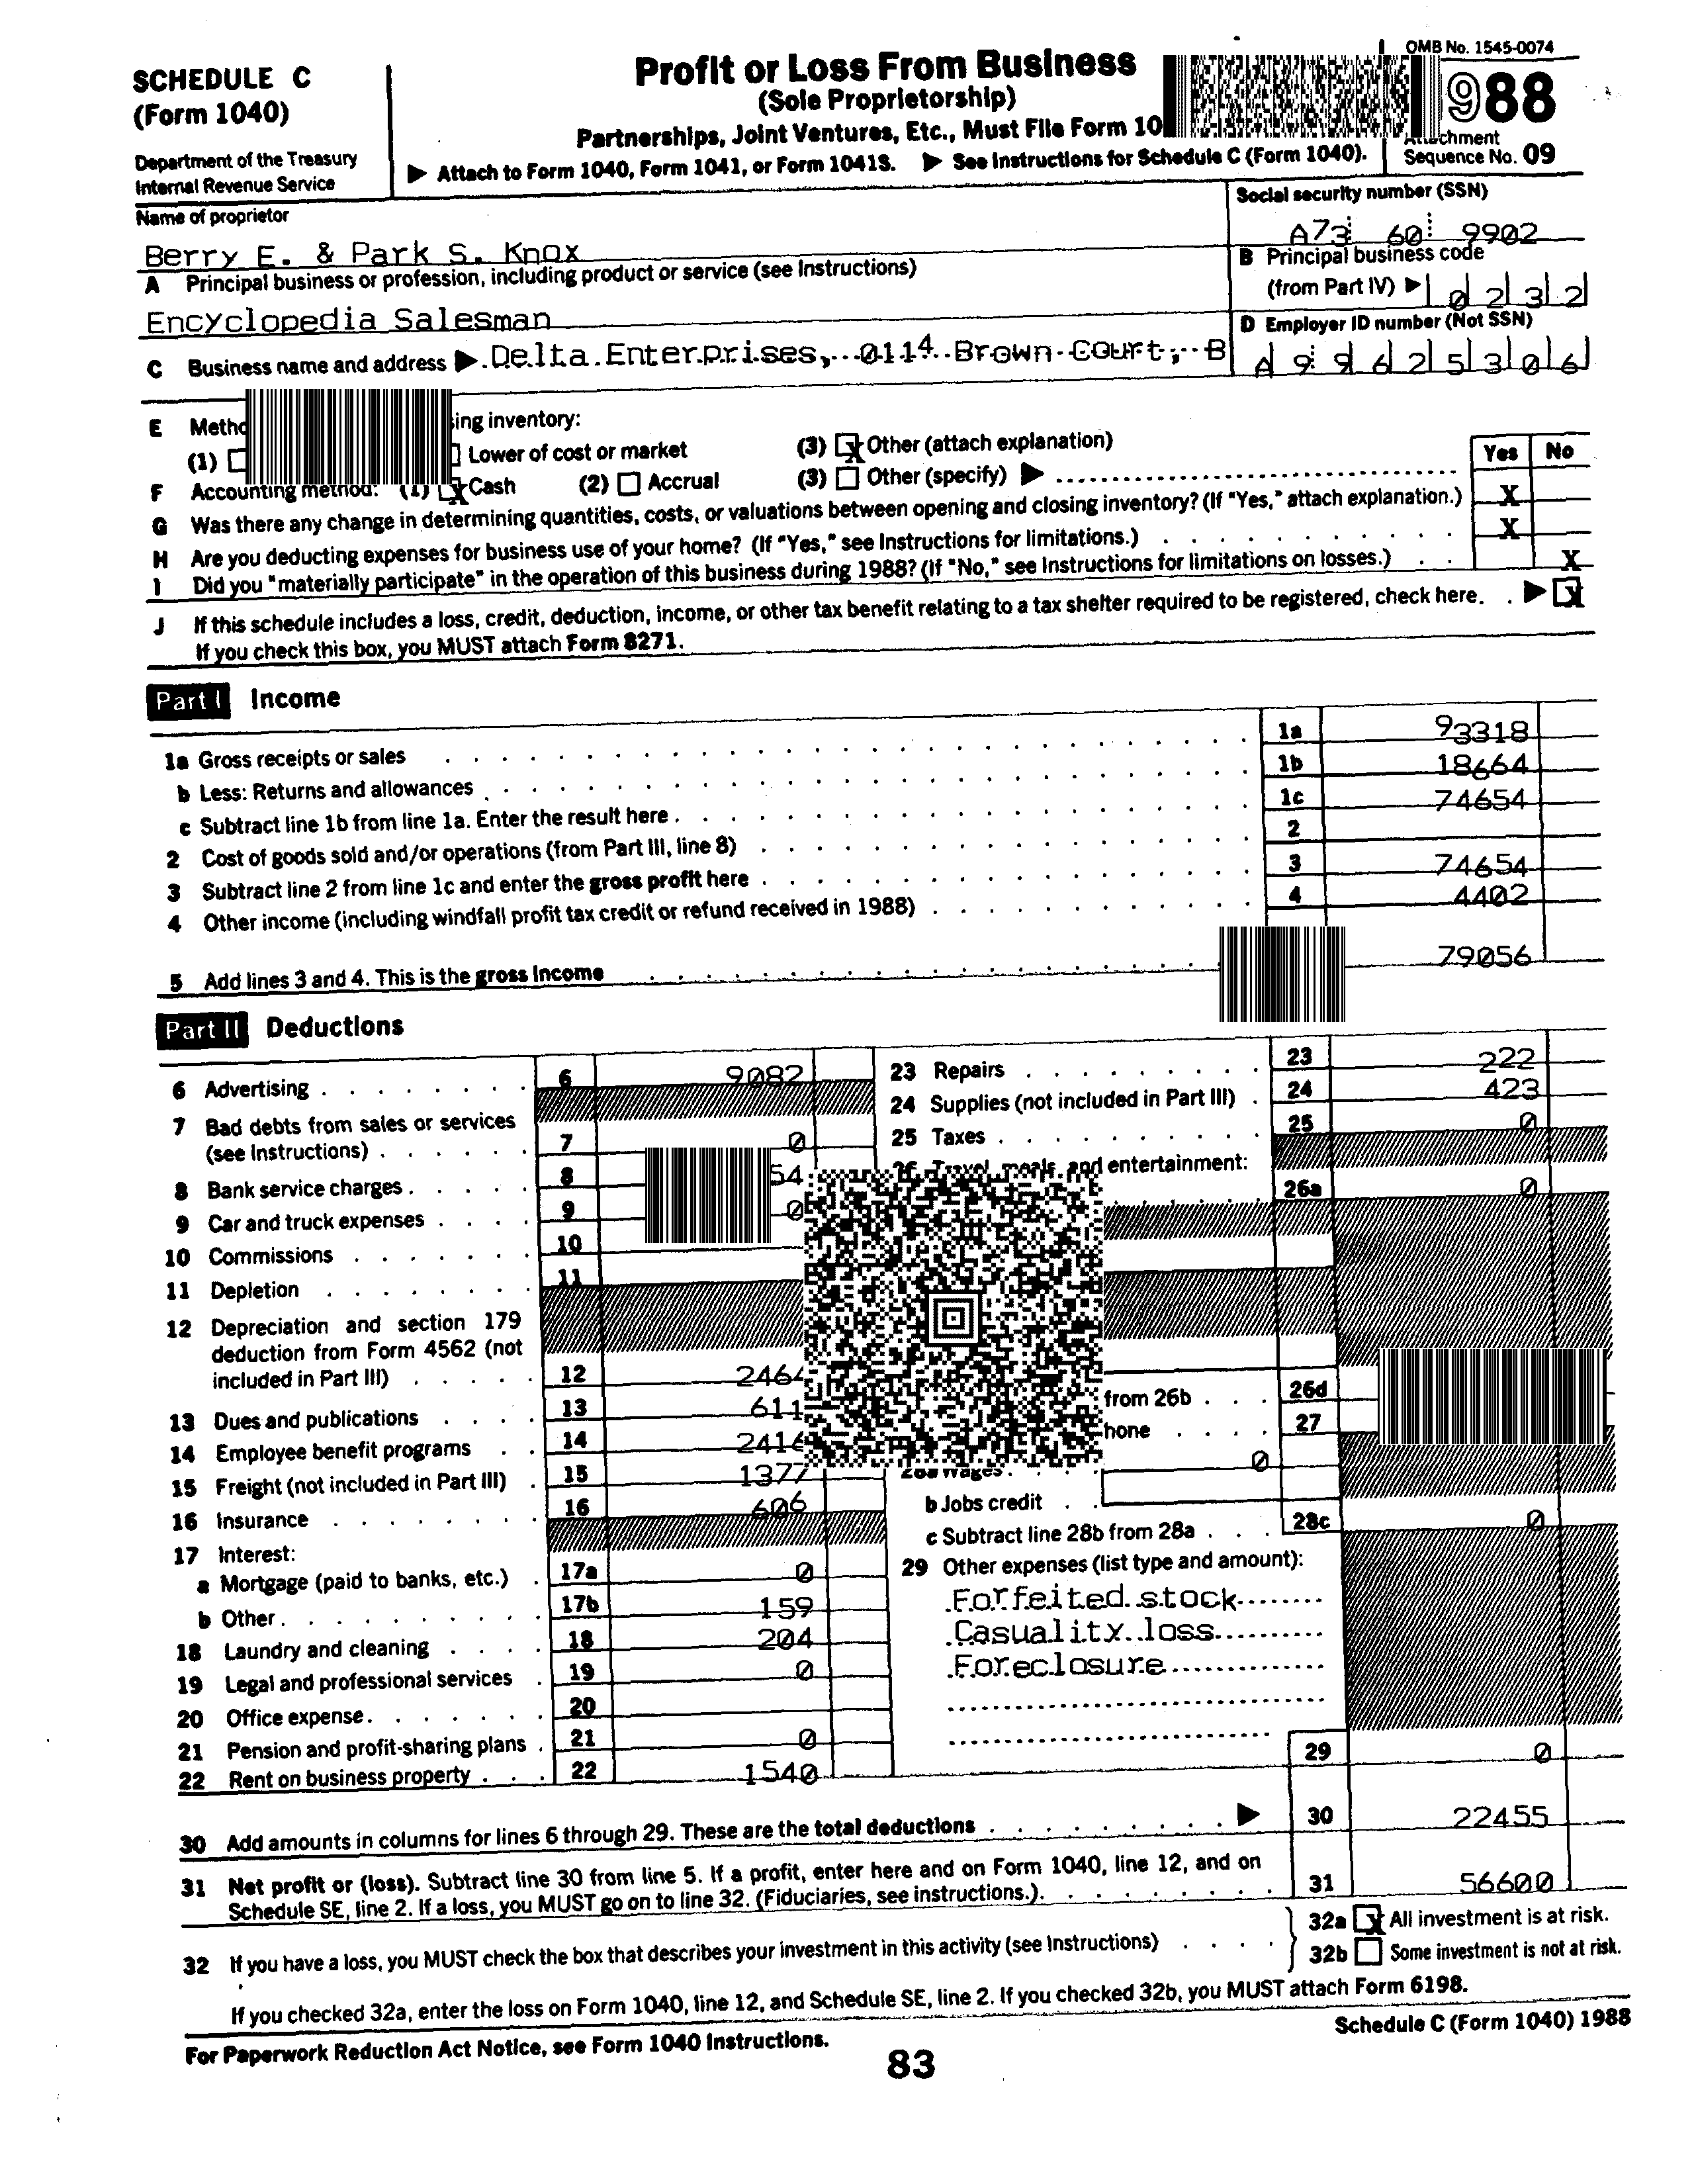 SCHEDULE C
(Form 1040)
Department of the Treasury
Internal Revenue Service
Profit or Loss From Business
(Sole Proprietorship)
Partnerships, Joint Ventures, Etc., Must File Form 10
▶ Attach to Form 1040, Form 1041, or Form 1041S. ▶ See Instructions for Schedule C (Form 1040).
OMB No. 1545-0074
988
Sequence No. 09
Name of proprietor
Berry E. & Park S. Knox
Social security number (SSN)
A73 60 9902
A Principal business or profession, including product or service (see Instructions)
Encyclopedia Salesman
B Principal business code
(from Part IV) ▶ 0232
C Business name and address ▶ Delta Enterprises, 0114 Brown Court, B
D Employer ID number (Not SSN)
A99625306
E ing inventory:
(1) Lower of cost or market (3) X Other (attach explanation)
F Accounting method: (1) X Cash (2) Accrual (3) Other (specify) ▶
Yes No
G Was there any change in determining quantities, costs, or valuations between opening and closing inventory? (If "Yes," attach explanation.) X
H Are you deducting expenses for business use of your home? (If "Yes," see Instructions for limitations.) X
I Did you "materially participate" in the operation of this business during 1988? (If "No," see Instructions for limitations on losses.) X
J If this schedule includes a loss, credit, deduction, income, or other tax benefit relating to a tax shelter required to be registered, check here. ▶ X
If you check this box, you MUST attach Form 8271.
Part I Income
1a Gross receipts or sales 1a 93318
b Less: Returns and allowances 1b 18664
c Subtract line 1b from line 1a. Enter the result here 1c 74654
2 Cost of goods sold and/or operations (from Part III, line 8) 2
3 Subtract line 2 from line 1c and enter the gross profit here 3 74654
4 Other income (including windfall profit tax credit or refund received in 1988) 4 4402
5 Add lines 3 and 4. This is the gross income 79056
Part II Deductions
6 Advertising 6 9082
7 Bad debts from sales or services
(see Instructions) 7 0
8 Bank service charges 8 54
9 Car and truck expenses 9 0
10 Commissions 10
11 Depletion 11
12 Depreciation and section 179
deduction from Form 4562 (not
included in Part III) 12 246
13 Dues and publications 13 611
14 Employee benefit programs 14 2416
15 Freight (not included in Part III) 15 1377
16 Insurance 16 606
17 Interest:
a Mortgage (paid to banks, etc.) 17a 0
b Other 17b 159
18 Laundry and cleaning 18 204
19 Legal and professional services 19 0
20 Office expense 20
21 Pension and profit-sharing plans 21 0
22 Rent on business property 22 1540
23 Repairs 23 222
24 Supplies (not included in Part III) 24 423
25 Taxes 25 0
26 Travel, meals, and entertainment:
26a 0
from 26b 26d
hone 27
28a Wages 0
b Jobs credit
c Subtract line 28b from 28a 28c 0
29 Other expenses (list type and amount):
Forfeited stock
Casuality loss
Foreclosure
29 0
30 Add amounts in columns for lines 6 through 29. These are the total deductions ▶ 30 22455
31 Net profit or (loss). Subtract line 30 from line 5. If a profit, enter here and on Form 1040, line 12, and on
Schedule SE, line 2. If a loss, you MUST go on to line 32. (Fiduciaries, see instructions.) 31 56600
32 If you have a loss, you MUST check the box that describes your investment in this activity (see Instructions)
32a X All investment is at risk.
32b Some investment is not at risk.
If you checked 32a, enter the loss on Form 1040, line 12, and Schedule SE, line 2. If you checked 32b, you MUST attach Form 6198.
For Paperwork Reduction Act Notice, see Form 1040 Instructions.
Schedule C (Form 1040) 1988
83